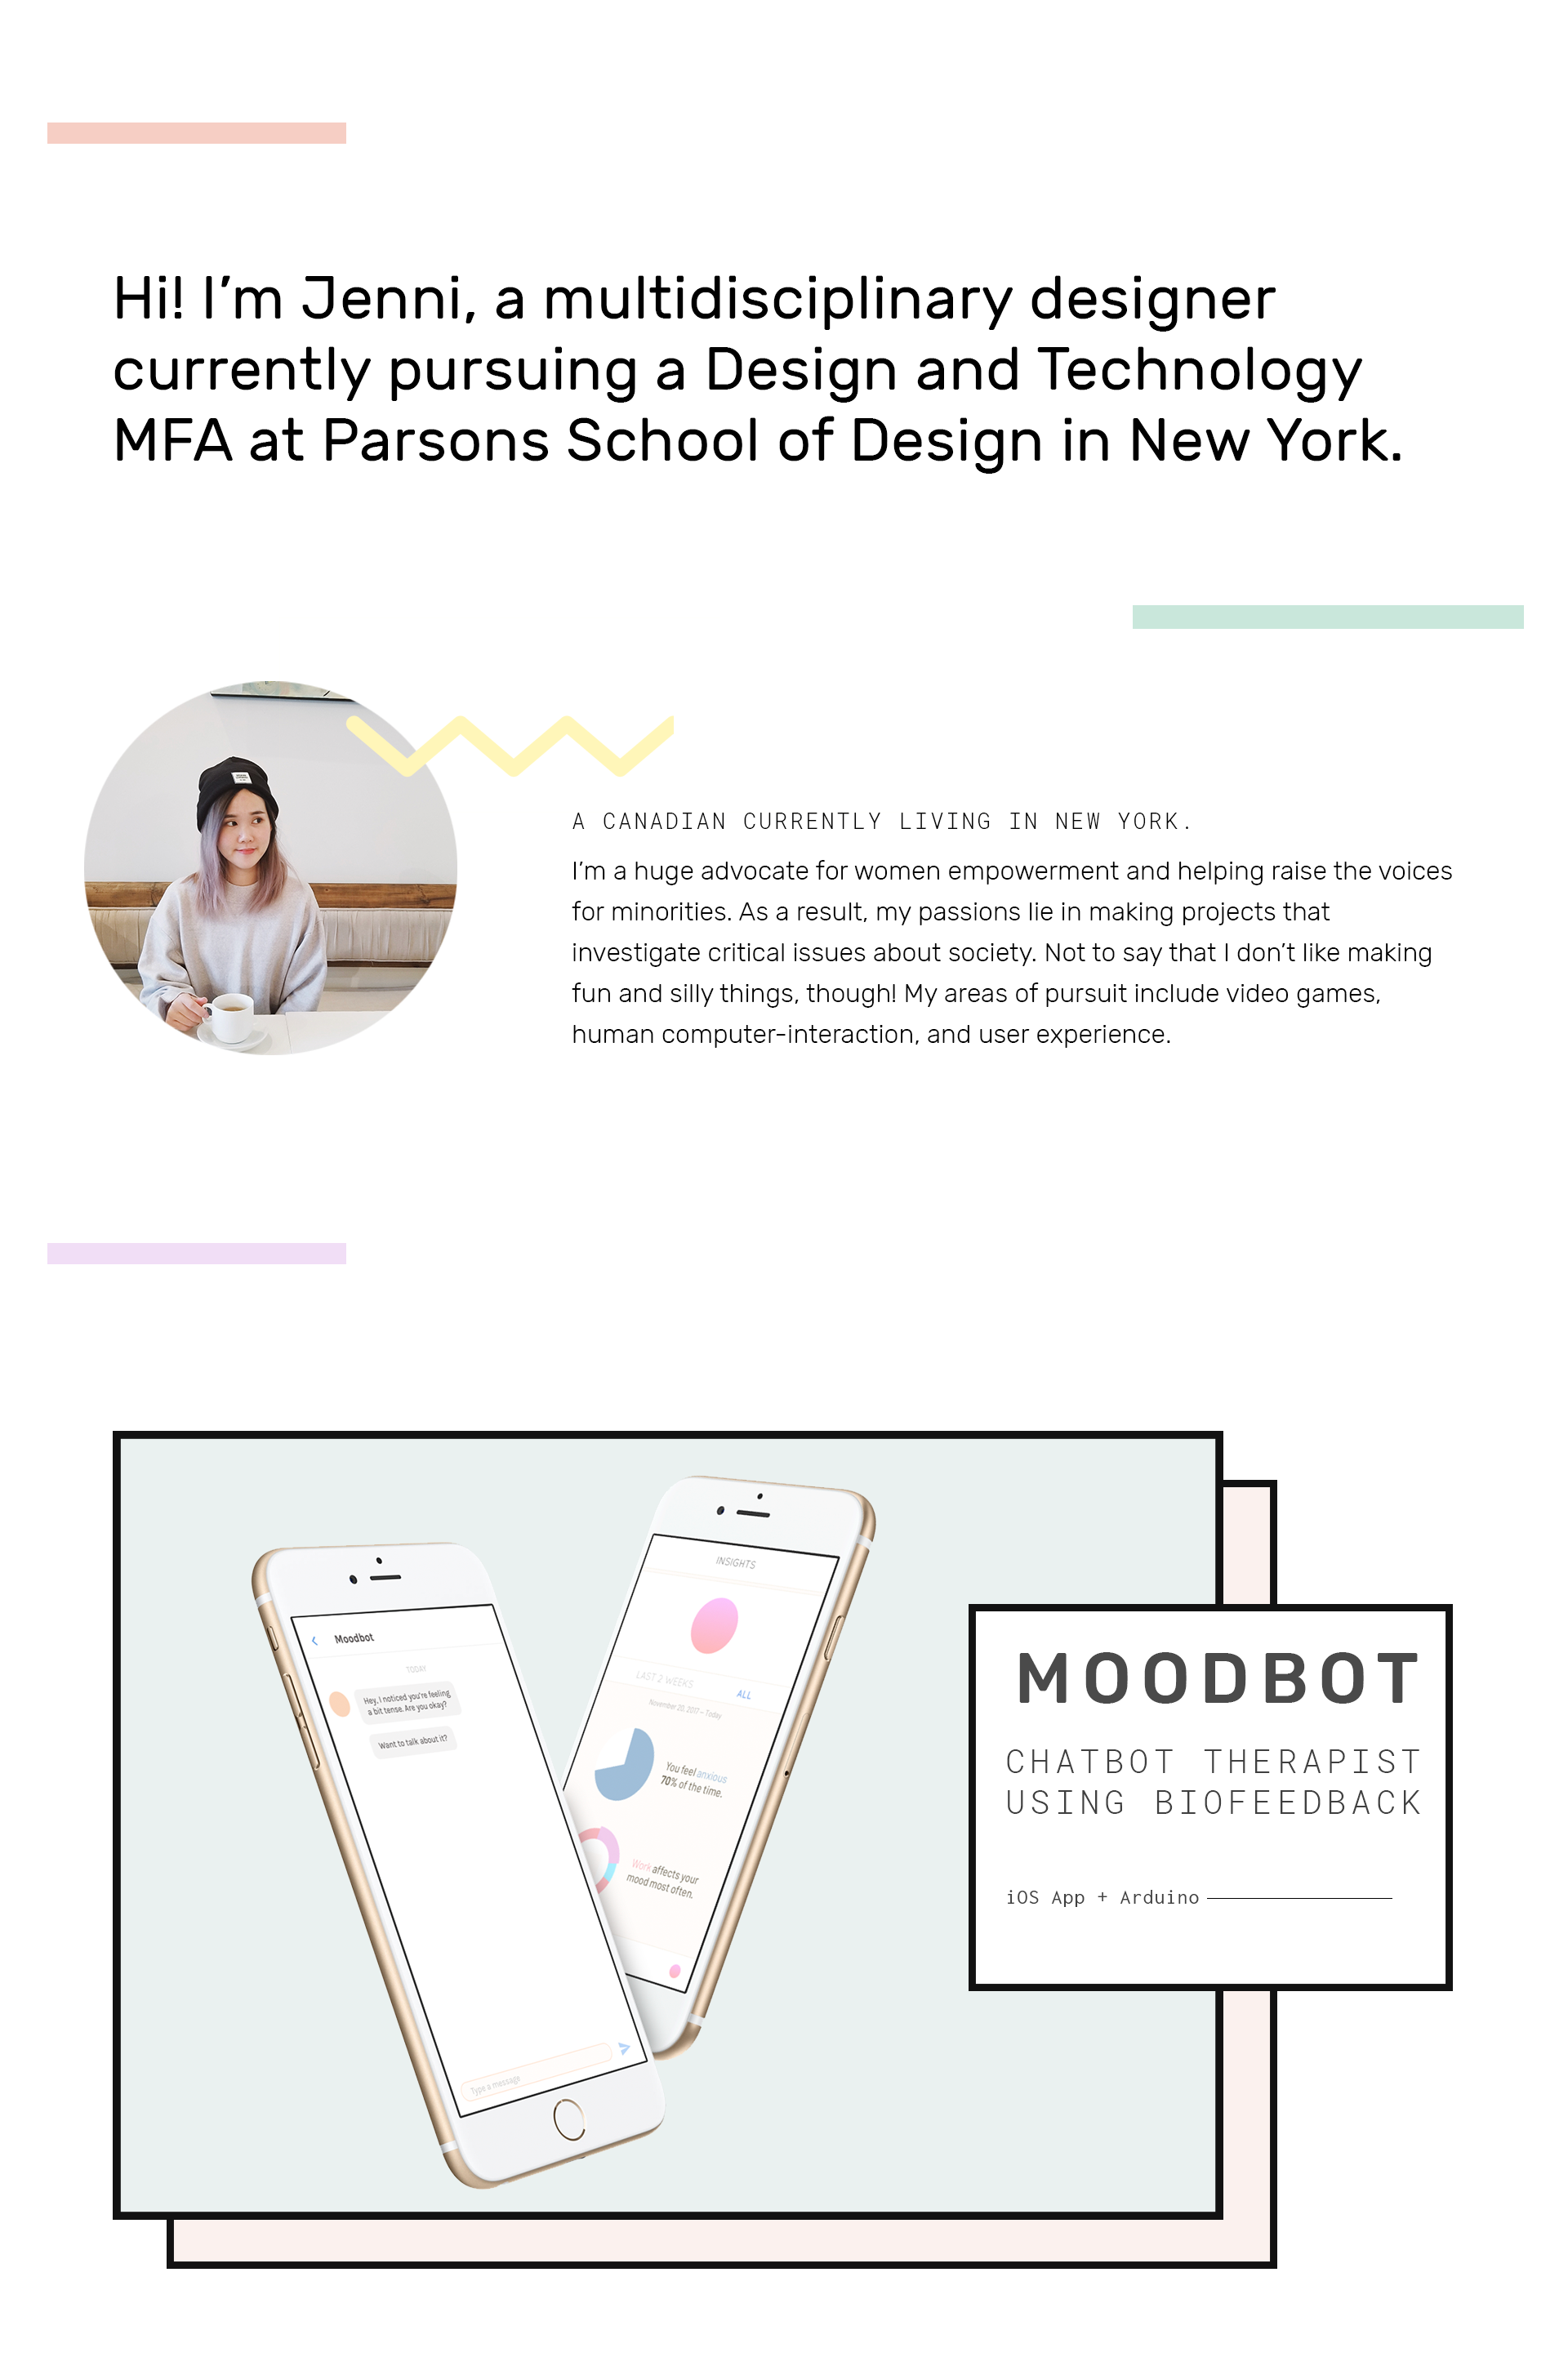 Hi! I’m Jenni, a multidisciplinary designer
currently pursuing a Design and Technology
MFA at Parsons School of Design in New York.
A CANADIAN CURRENTLY LIVING IN NEW YORK.
I’m a huge advocate for women empowerment and helping raise the voices
for minorities. As a result, my passions lie in making projects that
investigate critical issues about society. Not to say that I don’t like making
fun and silly things, though! My areas of pursuit include video games,
human computer-interaction, and user experience.
Moodbot
TODAY
Hey, I noticed you're feeling
a bit tense. Are you okay?
Want to talk about it?
Type a message
INSIGHTS
LAST 2 WEEKS ALL
November 20, 2017 – Today
You feel anxious
70% of the time.
Work affects your
mood most often.
MOODBOT
CHATBOT THERAPIST
USING BIOFEEDBACK
iOS App + Arduino